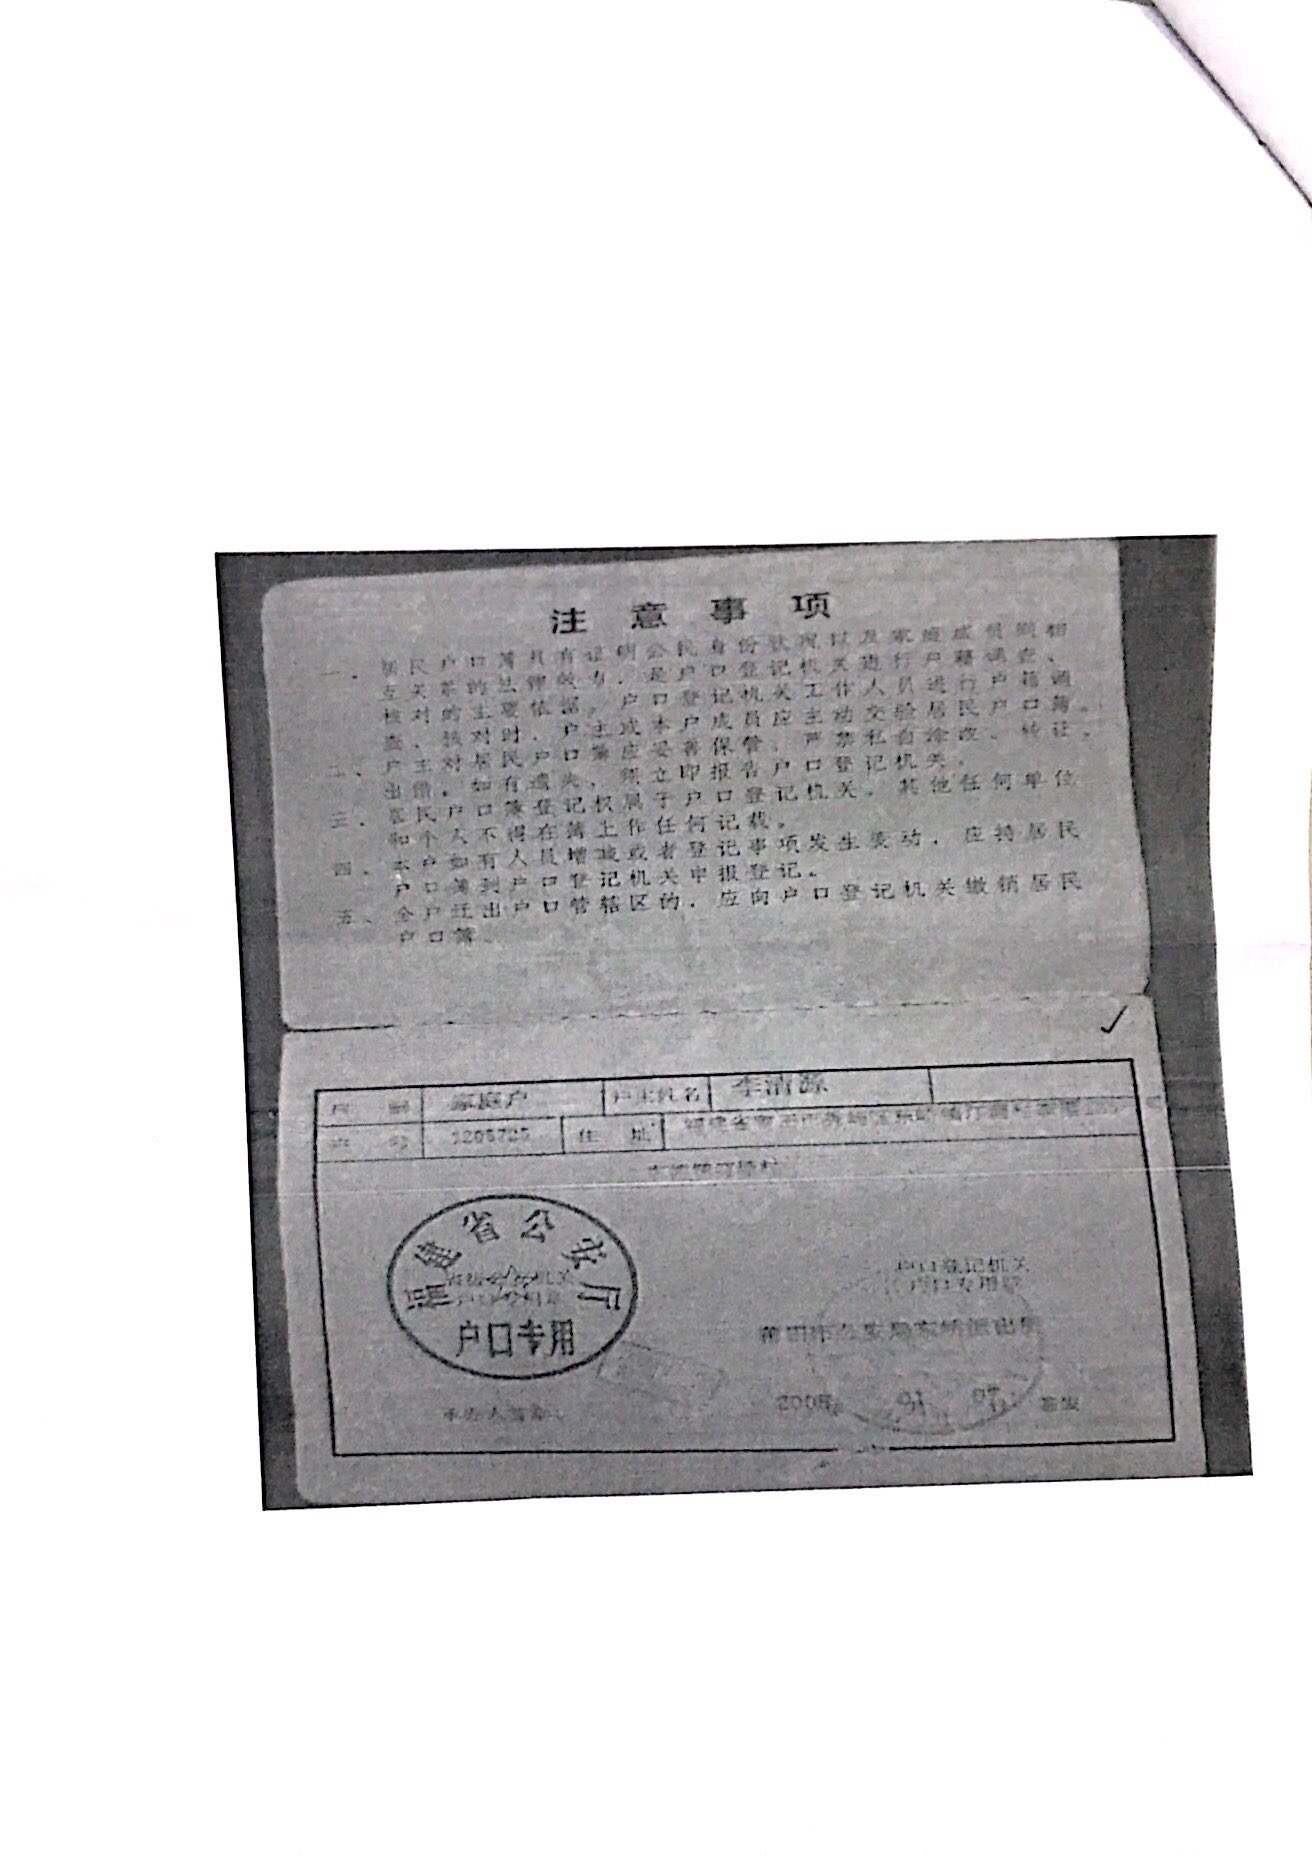 注意事项
一、居民户口簿具有证明公民身份状况以及家庭成员间相
互关系的法律效力，是户口登记机关进行户籍调查、
核对的主要依据。户口登记机关工作人员进行户籍调
查、核对时，户主或本户成员应主动交验居民户口簿。
二、户主对居民户口簿应妥善保管，严禁私自涂改、转让、
出借。如有遗失，须立即报告户口登记机关。
三、居民户口簿登记权属于户口登记机关，其他任何单位
和个人不得在簿上作任何记载。
四、本户如有人员增减或者登记事项发生变动，应持居民
户口簿到户口登记机关申报登记。
五、全户迁出户口管辖区的，应向户口登记机关缴销居民
户口簿。
户别 家庭户 户主姓名 李清源
户号 住址
福建省公安厅
户口专用
户口登记机关
户口专用章
签发